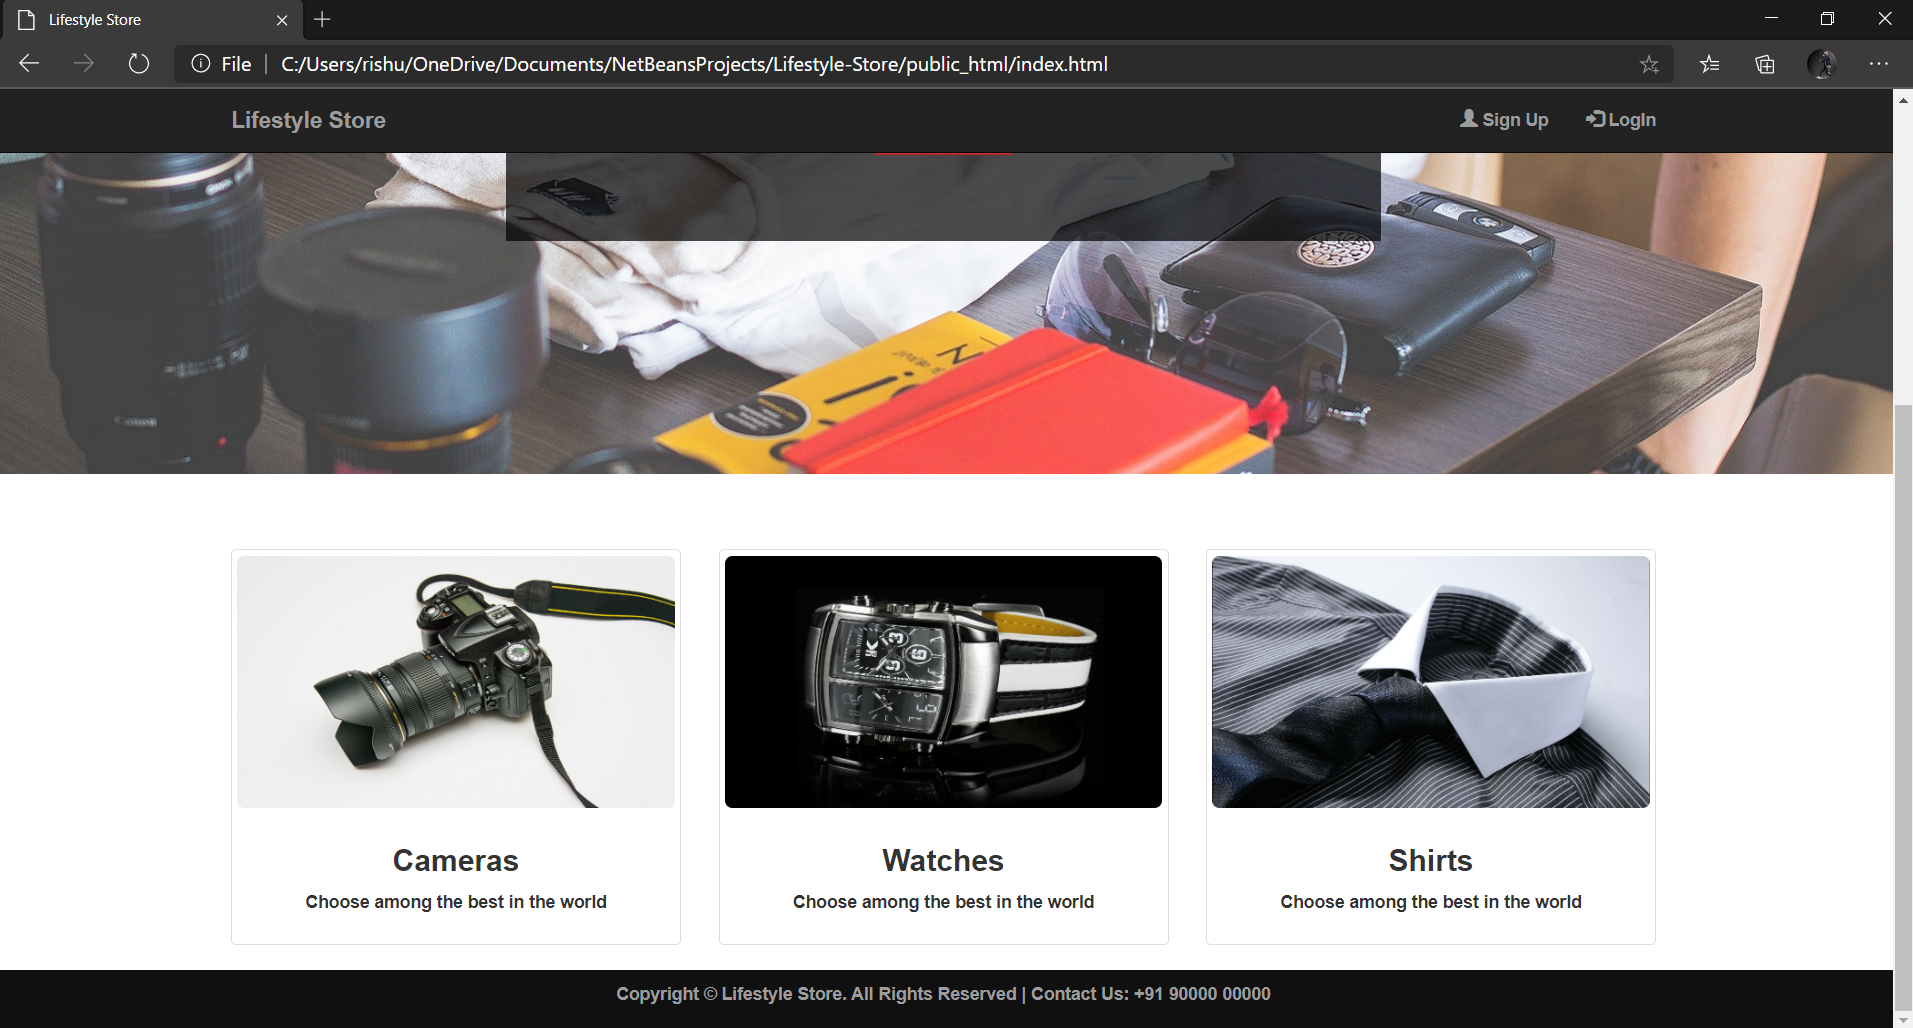 Lifestyle Store
File | C:/Users/rishu/OneDrive/Documents/NetBeansProjects/Lifestyle-Store/public_html/index.html
Lifestyle Store Sign Up LogIn
Canon
Cameras Watches Shirts
Choose among the best in the world Choose among the best in the world Choose among the best in the world
Copyright © Lifestyle Store. All Rights Reserved | Contact Us: +91 90000 00000